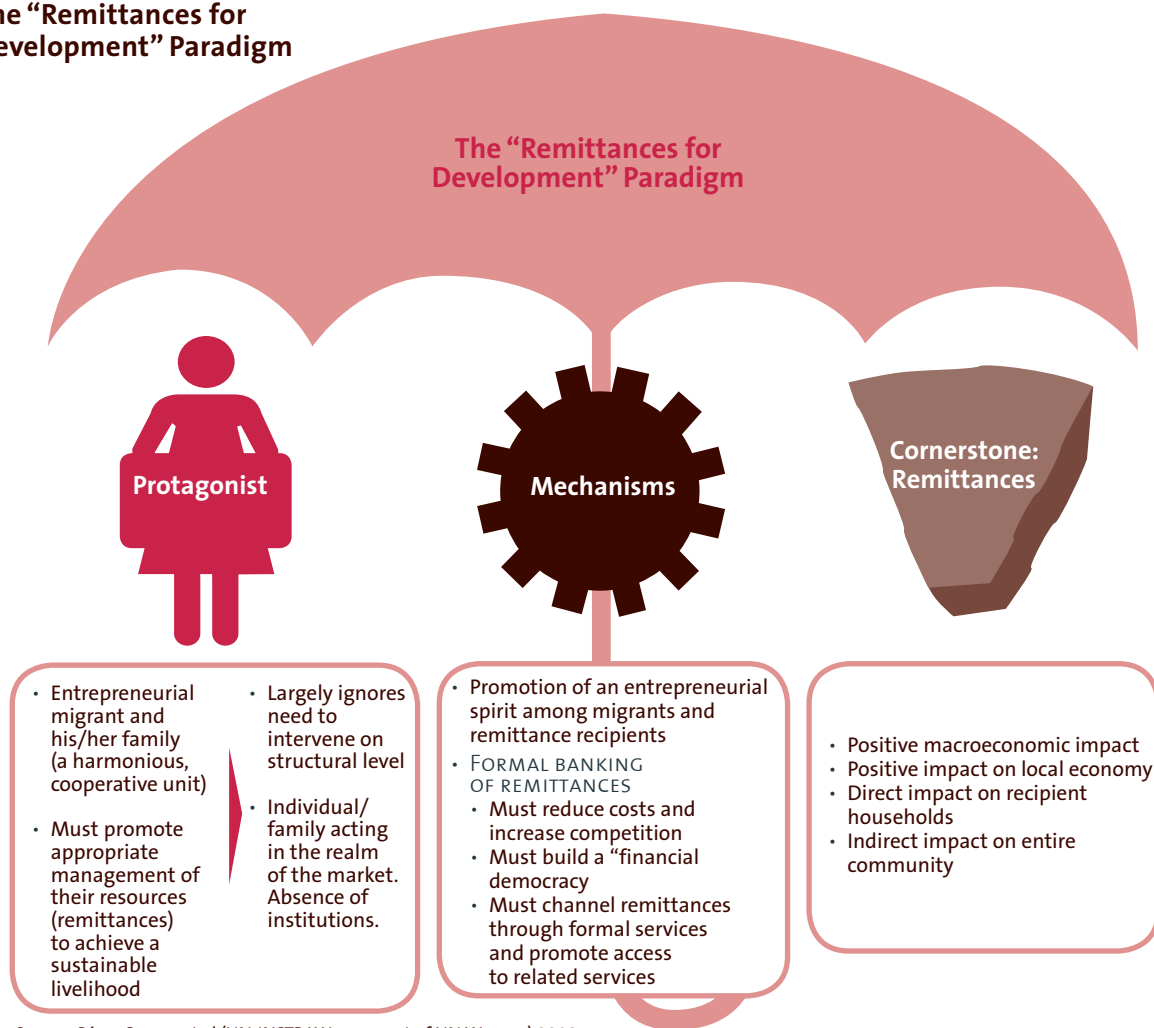 The “Remittances for
Development” Paradigm
The “Remittances for
Development” Paradigm
Protagonist
Mechanisms
Cornerstone:
Remittances
• Entrepreneurial
migrant and
his/her family
(a harmonious,
cooperative unit)
• Must promote
appropriate
management of
their resources
(remittances)
to achieve a
sustainable
livelihood
• Largely ignores
need to
intervene on
structural level
• Individual/
family acting
in the realm
of the market.
Absence of
institutions.
• Promotion of an entrepreneurial
spirit among migrants and
remittance recipients
• FORMAL BANKING
OF REMITTANCES
• Must reduce costs and
increase competition
• Must build a “financial
democracy
• Must channel remittances
through formal services
and promote access
to related services
• Positive macroeconomic impact
• Positive impact on local economy
• Direct impact on recipient
households
• Indirect impact on entire
community